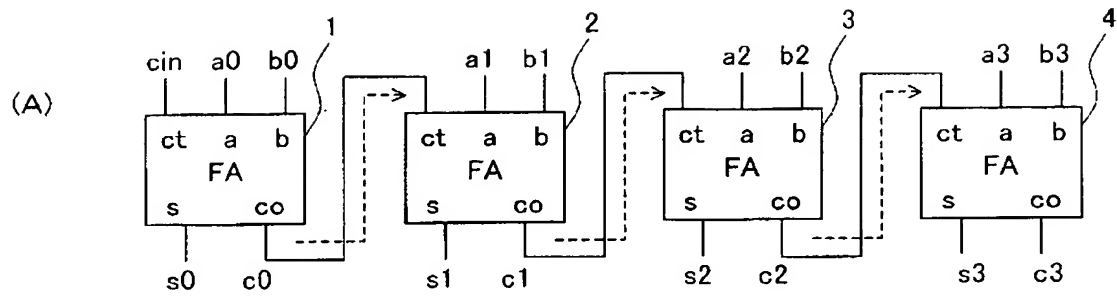 1 2 3 4
cin a0 b0 a1 b1 a2 b2 a3 b3
(A)
ct a b ct a b ct a b ct a b
FA FA FA FA
s co s co s co s co
s0 c0 s1 c1 s2 c2 s3 c3